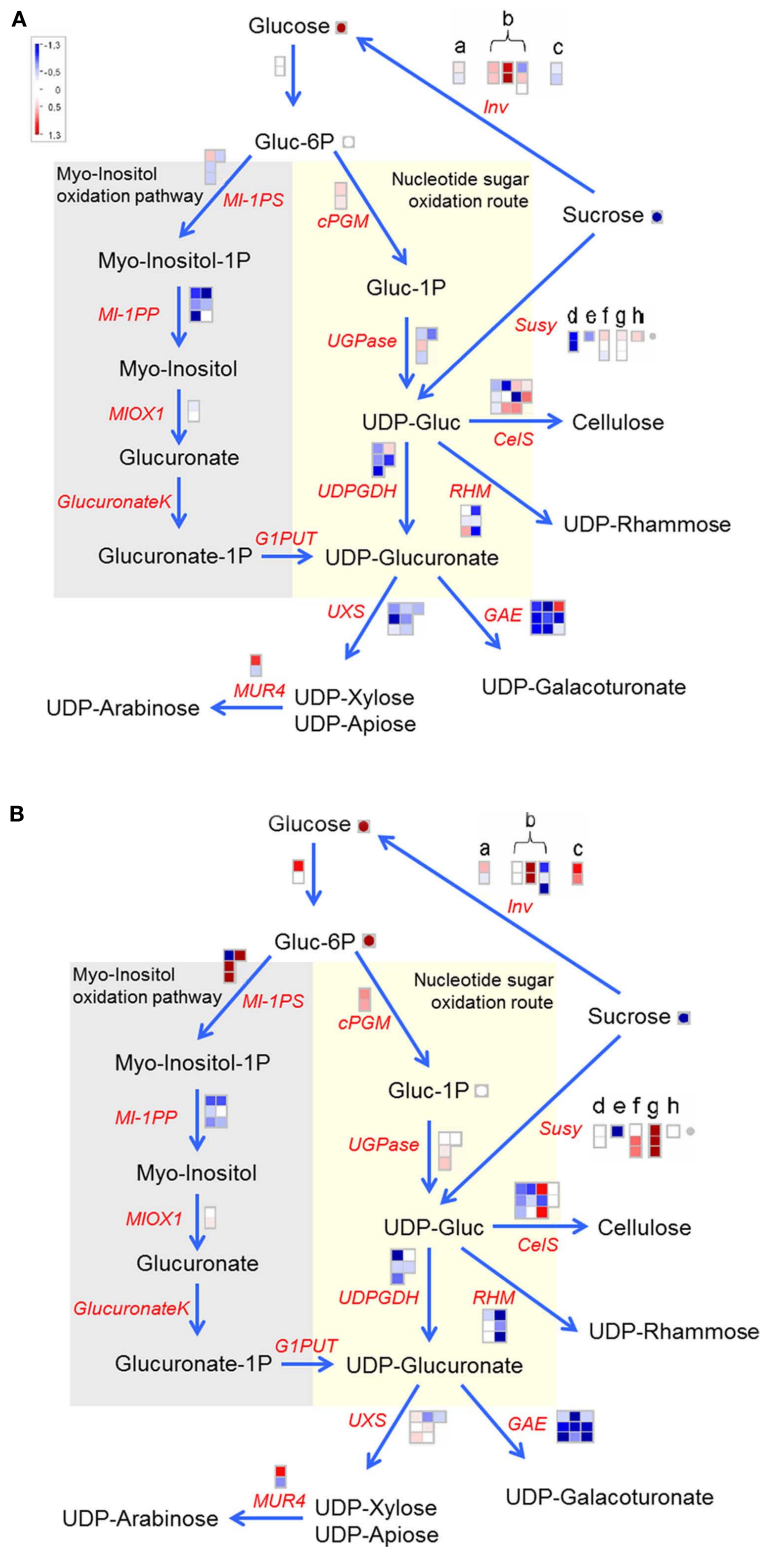 A
-1,3
-0,5
0
0,5
1,3
Glucose
b
a
c
Inv
Gluc-6P
Myo-Inositol
oxidation pathway
MI-1PS
cPGM
Nucleotide sugar
oxidation route
Sucrose
Myo-Inositol-1P
Gluc-1P
MI-1PP
UGPase
Susy
d e f g h
Myo-Inositol
MIOX1
UDP-Gluc
CelS
Cellulose
Glucuronate
UDPGDH
RHM
GlucuronateK
UDP-Rhammose
G1PUT
Glucuronate-1P
UDP-Glucuronate
UXS
GAE
MUR4
UDP-Arabinose
UDP-Xylose
UDP-Apiose
UDP-Galacoturonate
B
Glucose
b
a
c
Inv
Gluc-6P
Myo-Inositol
oxidation pathway
MI-1PS
cPGM
Nucleotide sugar
oxidation route
Sucrose
Myo-Inositol-1P
Gluc-1P
MI-1PP
UGPase
Susy
d e f g h
Myo-Inositol
MIOX1
UDP-Gluc
CelS
Cellulose
Glucuronate
UDPGDH
RHM
GlucuronateK
UDP-Rhammose
G1PUT
Glucuronate-1P
UDP-Glucuronate
UXS
GAE
MUR4
UDP-Arabinose
UDP-Xylose
UDP-Apiose
UDP-Galacoturonate